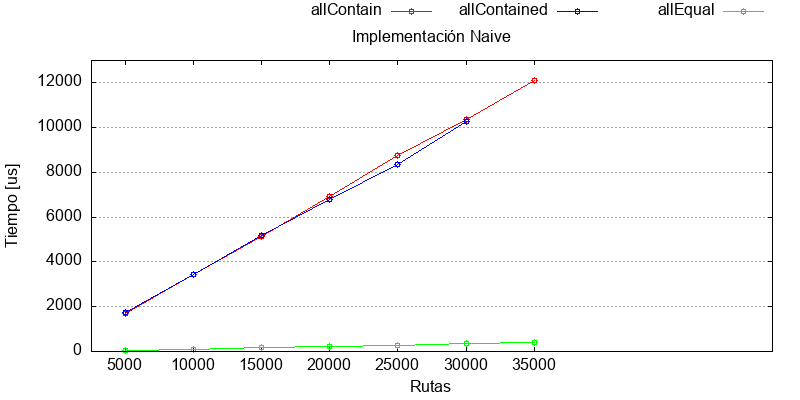 allContain allContained allEqual
Implementación Naive
12000
10000
8000
6000
4000
2000
0
Tiempo [us]
5000 10000 15000 20000 25000 30000 35000
Rutas